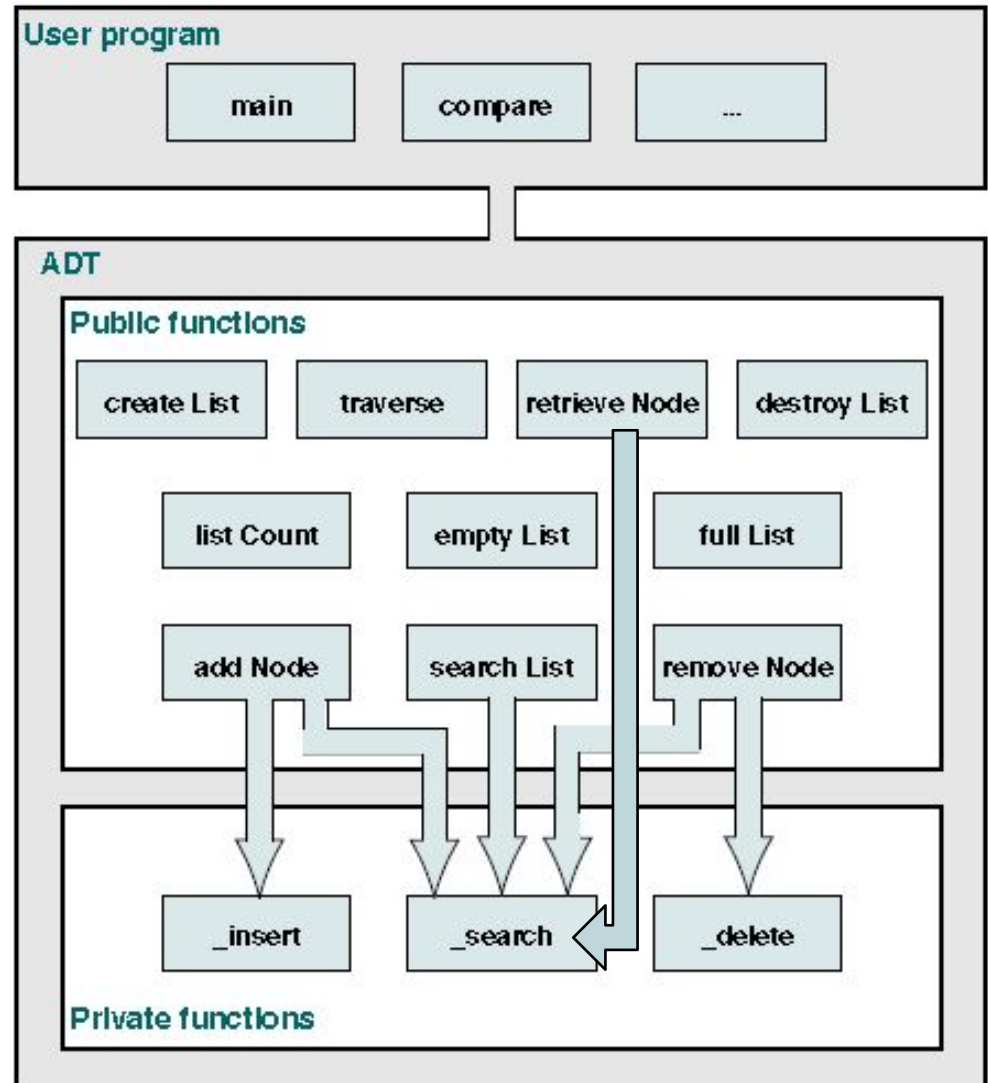 User program
main
compare
...
ADT
Public functions
create List
traverse
retrieve Node
destroy List
list Count
empty List
full List
add Node
search List
remove Node
_insert
_search
_delete
Private functions